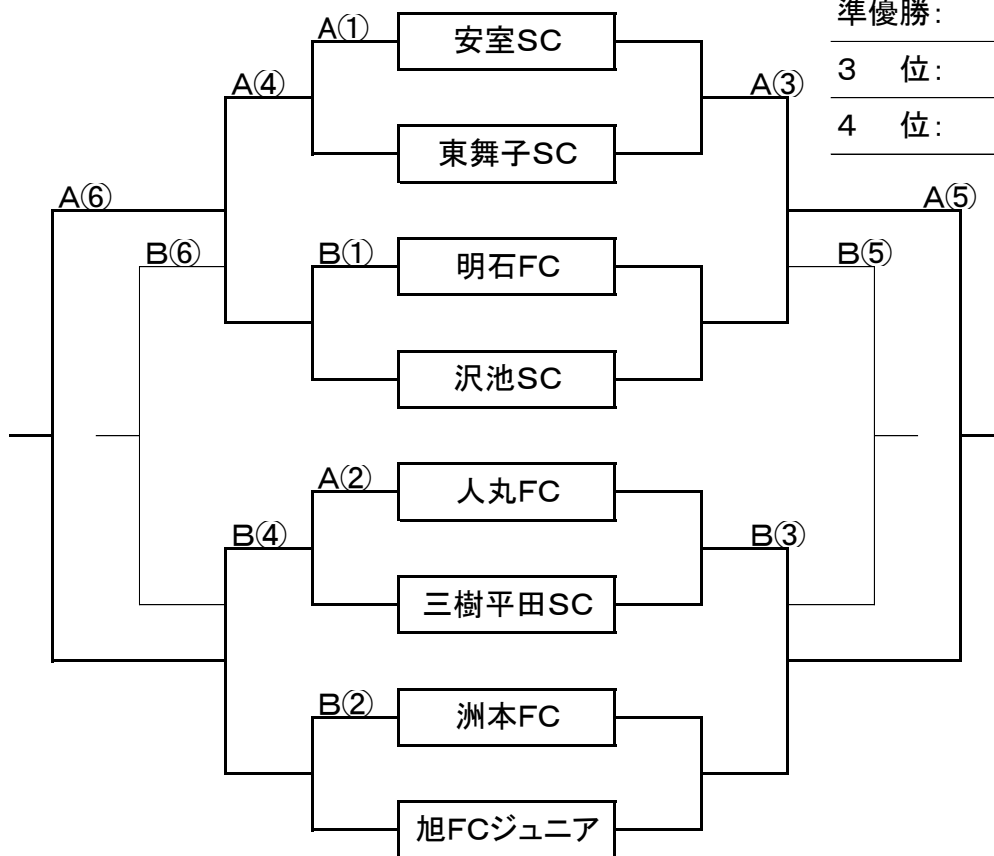 準優勝:
A① 安室SC
A④ A③
3 位:
4 位:
東舞子SC
A⑥ A⑤
B⑥ B① 明石FC B⑤
沢池SC
A② 人丸FC
B④ B③
三樹平田SC
B② 洲本FC
旭FCジュニア